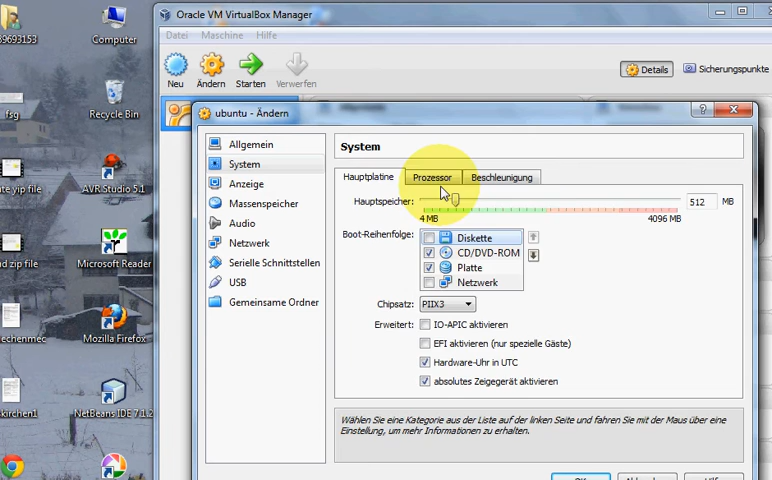 Oracle VM VirtualBox Manager
Datei Maschine Hilfe
Neu Ändern Starten Verwerfen
Details Sicherungspunkte
39693153
Computer
fsg
Recycle Bin
yip file
AVR Studio 5.1
d zip file
Microsoft Reader
echenmec
Mozilla Firefox
kirchen1
NetBeans IDE 7.1.2
ubuntu - Ändern
Allgemein
System
Anzeige
Massenspeicher
Audio
Netzwerk
Serielle Schnittstellen
USB
Gemeinsame Ordner
System
Hauptplatine Prozessor Beschleunigung
Hauptspeicher: 512 MB
4 MB 4096 MB
Boot-Reihenfolge: Diskette
CD/DVD-ROM
Platte
Netzwerk
Chipsatz: PIIX3
Erweitert: IO-APIC aktivieren
EFI aktivieren (nur spezielle Gäste)
Hardware-Uhr in UTC
absolutes Zeigegerät aktivieren
Wählen Sie eine Kategorie aus der Liste auf der linken Seite und fahren Sie mit der Maus über eine
Einstellung, um mehr Informationen zu erhalten.